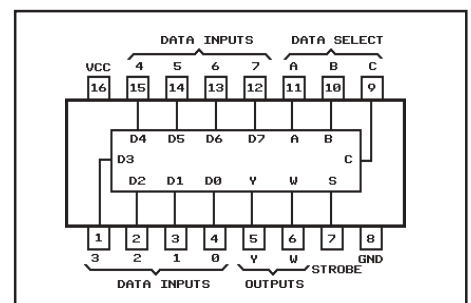 DATA INPUTS DATA SELECT
VCC 4 5 6 7 A B C
16 15 14 13 12 11 10 9
D4 D5 D6 D7 A B
D3 C
D2 D1 D0 Y W S
1 2 3 4 5 6 7 8
3 2 1 0 Y W STROBE GND
DATA INPUTS OUTPUTS